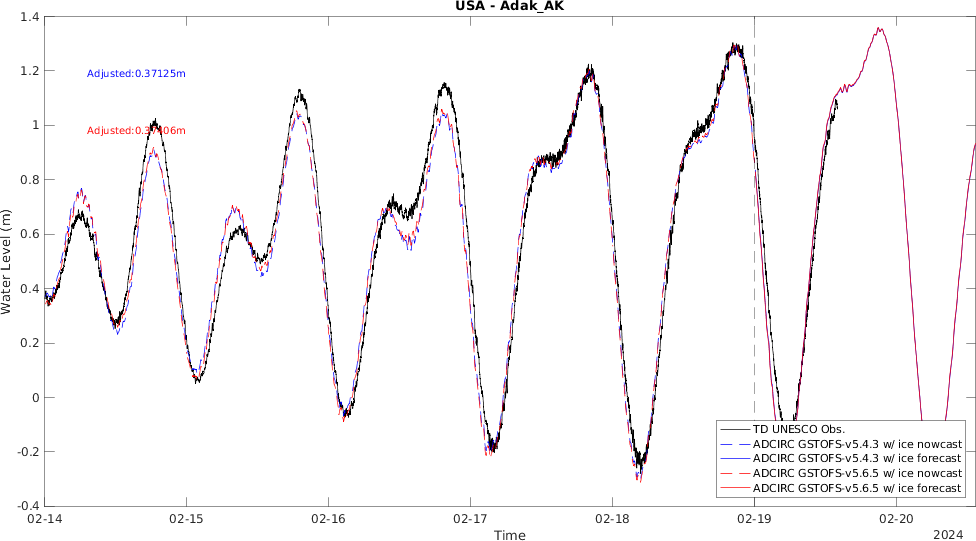 USA - Adak_AK
1.4
1.2
1
0.8
0.6
0.4
0.2
0
-0.2
-0.4
Water Level (m)
Adjusted:0.37125m
Adjusted:0.37406m
TD UNESCO Obs.
ADCIRC GSTOFS-v5.4.3 w/ ice nowcast
ADCIRC GSTOFS-v5.4.3 w/ ice forecast
ADCIRC GSTOFS-v5.6.5 w/ ice nowcast
ADCIRC GSTOFS-v5.6.5 w/ ice forecast
02-14
02-15
02-16
02-17
02-18
02-19
02-20
Time
2024